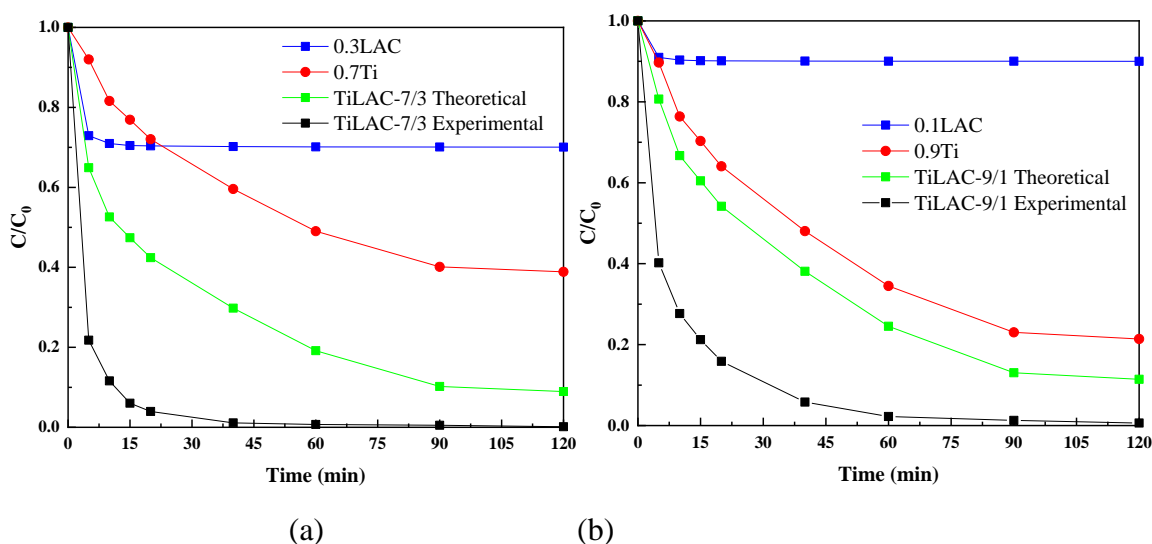 1.0
0.8
0.6
0.4
0.2
0.0
C/C0
0.3LAC
0.7Ti
TiLAC-7/3 Theoretical
TiLAC-7/3 Experimental
0 15 30 45 60 75 90 105 120
Time (min)
(a)
1.0
0.8
0.6
0.4
0.2
0.0
C/C0
0.1LAC
0.9Ti
TiLAC-9/1 Theoretical
TiLAC-9/1 Experimental
0 15 30 45 60 75 90 105 120
Time (min)
(b)